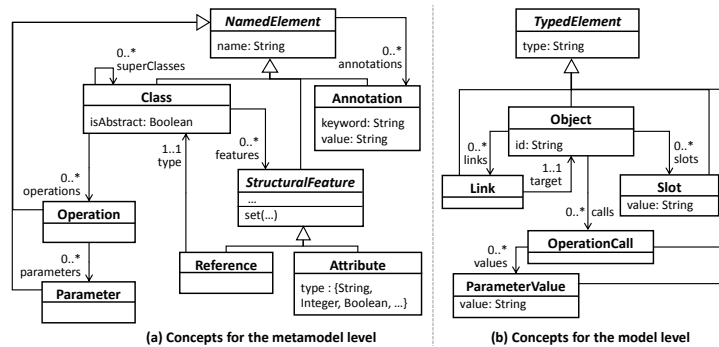 NamedElement
name: String
0..*
superClasses
0..*
annotations
Class
isAbstract: Boolean
Annotation
keyword: String
value: String
1..1
type
0..*
features
0..*
operations
StructuralFeature
...
set(...)
Operation
0..*
parameters
Reference
Attribute
type : {String,
Integer, Boolean, ...}
Parameter
(a) Concepts for the metamodel level
TypedElement
type: String
Object
id: String
0..*
links
1..1
target
0..*
slots
Link
Slot
value: String
0..* calls
OperationCall
0..*
values
ParameterValue
value: String
(b) Concepts for the model level